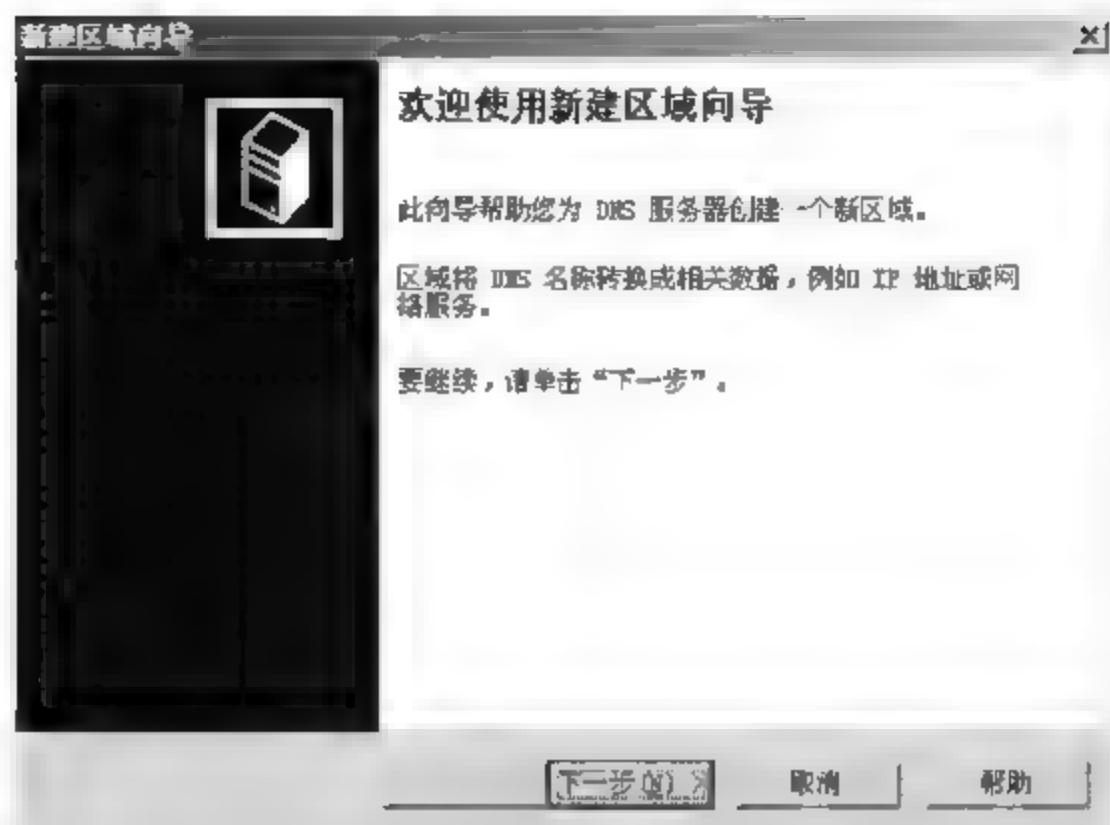 新建区域向导
欢迎使用新建区域向导
此向导帮助您为 DNS 服务器创建一个新区域。
区域将 DNS 名称转换成相关数据,例如 IP 地址或网
络服务。
要继续,请单击“下一步”。
下一步(N) >
取消
帮助